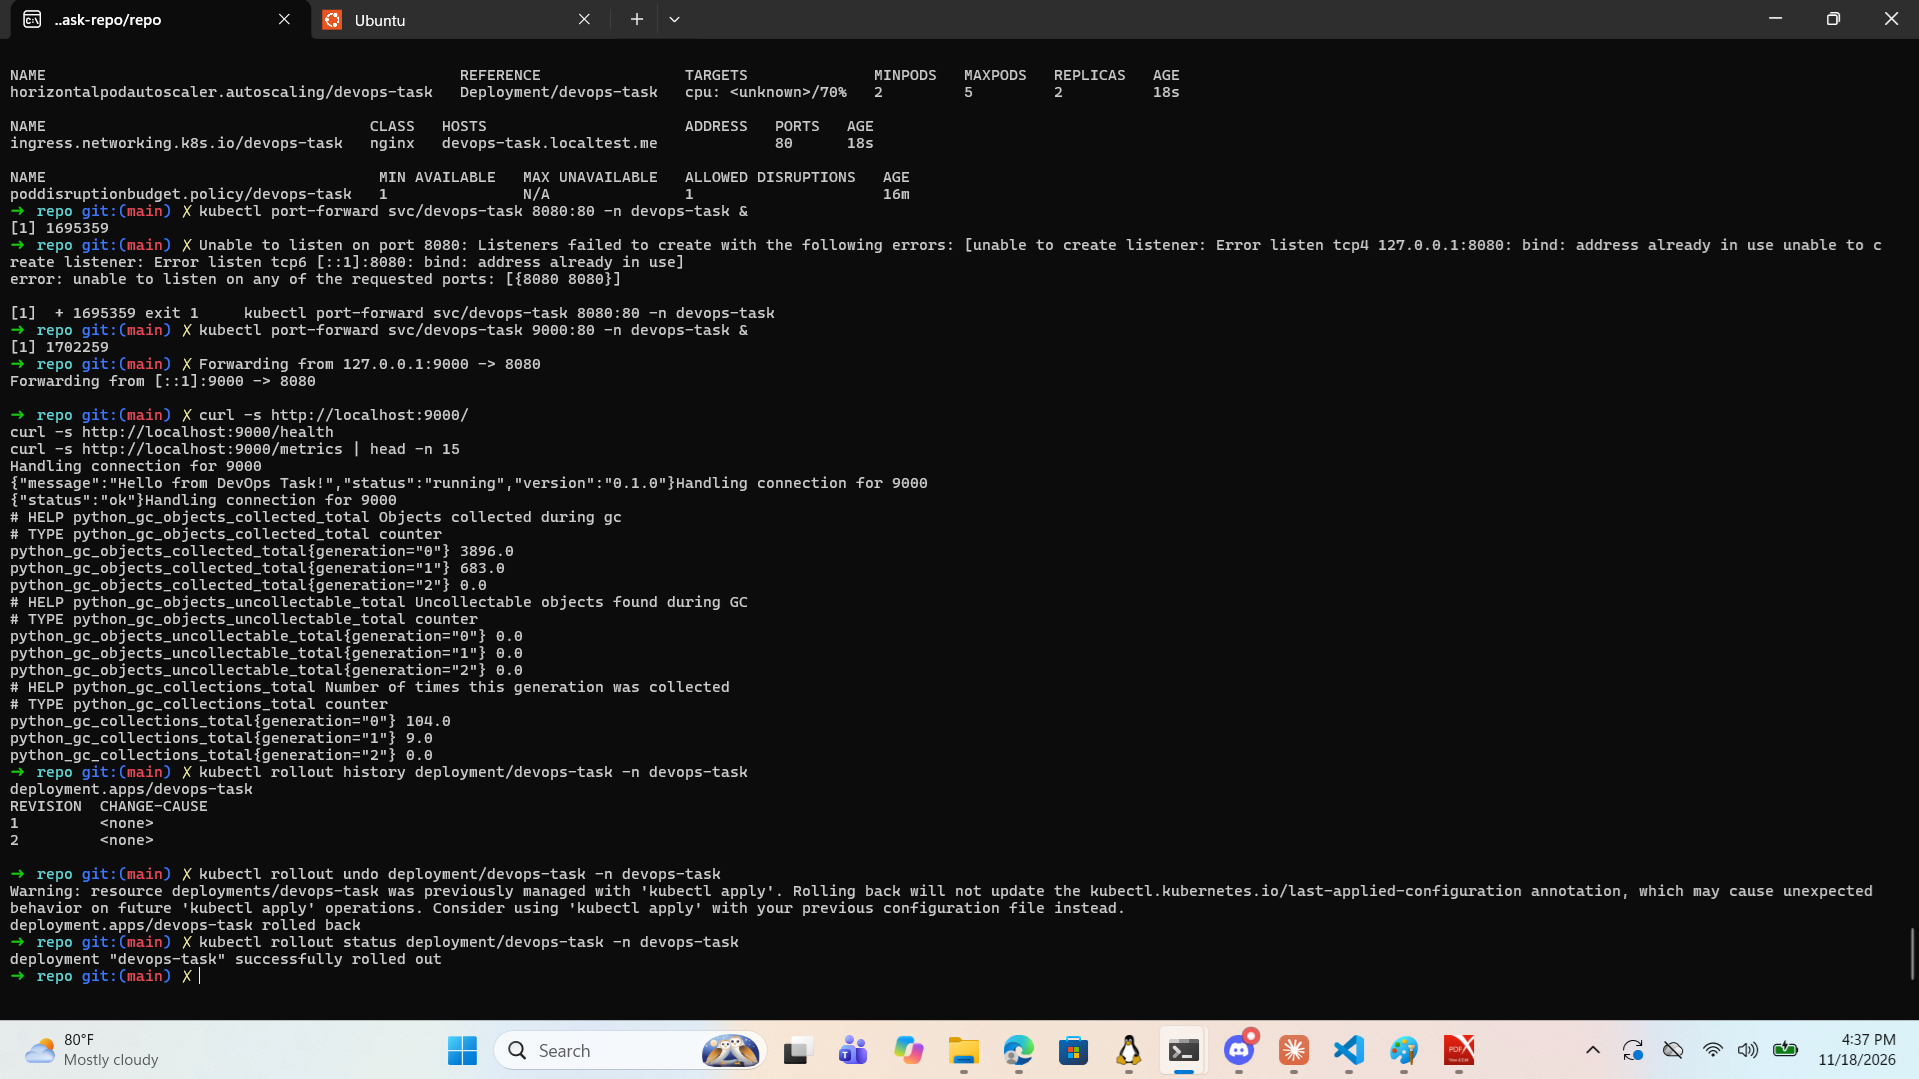 ..ask-repo/repo
Ubuntu
NAME REFERENCE TARGETS MINPODS MAXPODS REPLICAS AGE
horizontalpodautoscaler.autoscaling/devops-task Deployment/devops-task cpu: <unknown>/70% 2 5 2 18s
NAME CLASS HOSTS ADDRESS PORTS AGE
ingress.networking.k8s.io/devops-task nginx devops-task.localtest.me 80 18s
NAME MIN AVAILABLE MAX UNAVAILABLE ALLOWED DISRUPTIONS AGE
poddisruptionbudget.policy/devops-task 1 N/A 1 16m
➜ repo git:(main) ✗ kubectl port-forward svc/devops-task 8080:80 -n devops-task &
[1] 1695359
➜ repo git:(main) ✗ Unable to listen on port 8080: Listeners failed to create with the following errors: [unable to create listener: Error listen tcp4 127.0.0.1:8080: bind: address already in use unable to c
reate listener: Error listen tcp6 [::1]:8080: bind: address already in use]
error: unable to listen on any of the requested ports: [{8080 8080}]
[1] + 1695359 exit 1 kubectl port-forward svc/devops-task 8080:80 -n devops-task
➜ repo git:(main) ✗ kubectl port-forward svc/devops-task 9000:80 -n devops-task &
[1] 1702259
➜ repo git:(main) ✗ Forwarding from 127.0.0.1:9000 -> 8080
Forwarding from [::1]:9000 -> 8080
➜ repo git:(main) ✗ curl -s http://localhost:9000/
curl -s http://localhost:9000/health
curl -s http://localhost:9000/metrics | head -n 15
Handling connection for 9000
{"message":"Hello from DevOps Task!","status":"running","version":"0.1.0"}Handling connection for 9000
{"status":"ok"}Handling connection for 9000
# HELP python_gc_objects_collected_total Objects collected during gc
# TYPE python_gc_objects_collected_total counter
python_gc_objects_collected_total{generation="0"} 3896.0
python_gc_objects_collected_total{generation="1"} 683.0
python_gc_objects_collected_total{generation="2"} 0.0
# HELP python_gc_objects_uncollectable_total Uncollectable objects found during GC
# TYPE python_gc_objects_uncollectable_total counter
python_gc_objects_uncollectable_total{generation="0"} 0.0
python_gc_objects_uncollectable_total{generation="1"} 0.0
python_gc_objects_uncollectable_total{generation="2"} 0.0
# HELP python_gc_collections_total Number of times this generation was collected
# TYPE python_gc_collections_total counter
python_gc_collections_total{generation="0"} 104.0
python_gc_collections_total{generation="1"} 9.0
python_gc_collections_total{generation="2"} 0.0
➜ repo git:(main) ✗ kubectl rollout history deployment/devops-task -n devops-task
deployment.apps/devops-task
REVISION CHANGE-CAUSE
1 <none>
2 <none>
➜ repo git:(main) ✗ kubectl rollout undo deployment/devops-task -n devops-task
Warning: resource deployments/devops-task was previously managed with 'kubectl apply'. Rolling back will not update the kubectl.kubernetes.io/last-applied-configuration annotation, which may cause unexpected
behavior on future 'kubectl apply' operations. Consider using 'kubectl apply' with your previous configuration file instead.
deployment.apps/devops-task rolled back
➜ repo git:(main) ✗ kubectl rollout status deployment/devops-task -n devops-task
deployment "devops-task" successfully rolled out
➜ repo git:(main) ✗
80°F
Mostly cloudy
Search
4:37 PM
11/18/2026